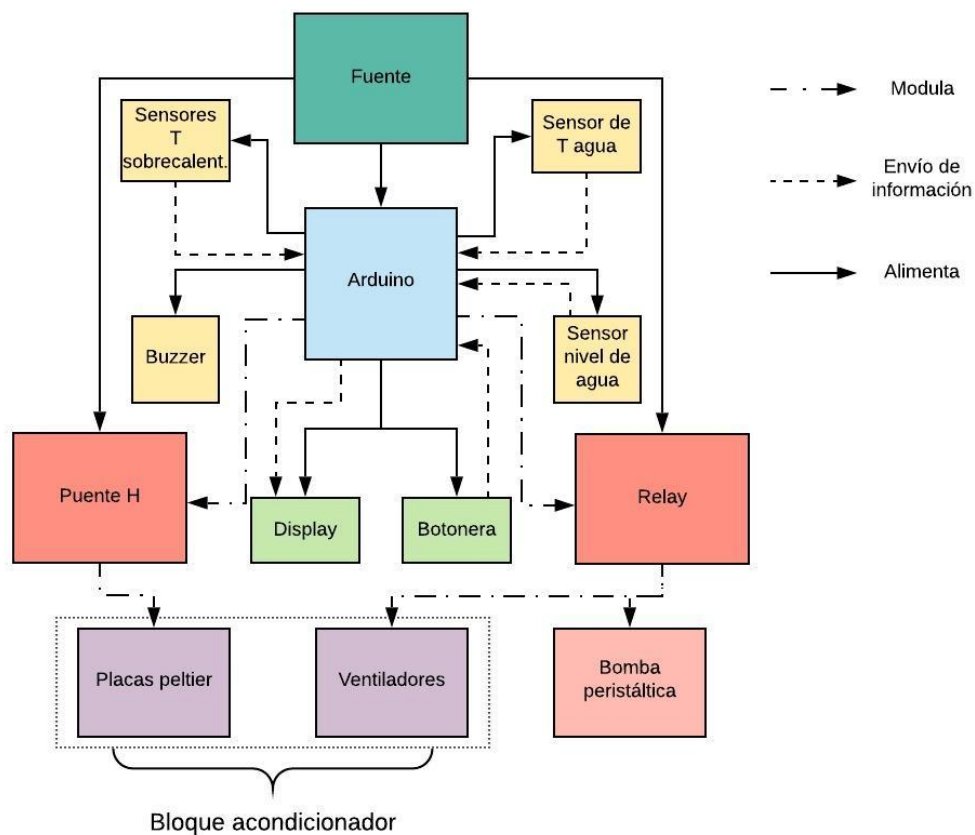 Fuente
Modula
Sensores
T
sobrecalent.
Sensor de
T agua
Envío de
información
Arduino
Alimenta
Buzzer
Sensor
nivel de
agua
Puente H
Relay
Display
Botonera
Placas peltier
Ventiladores
Bomba
peristáltica
Bloque acondicionador